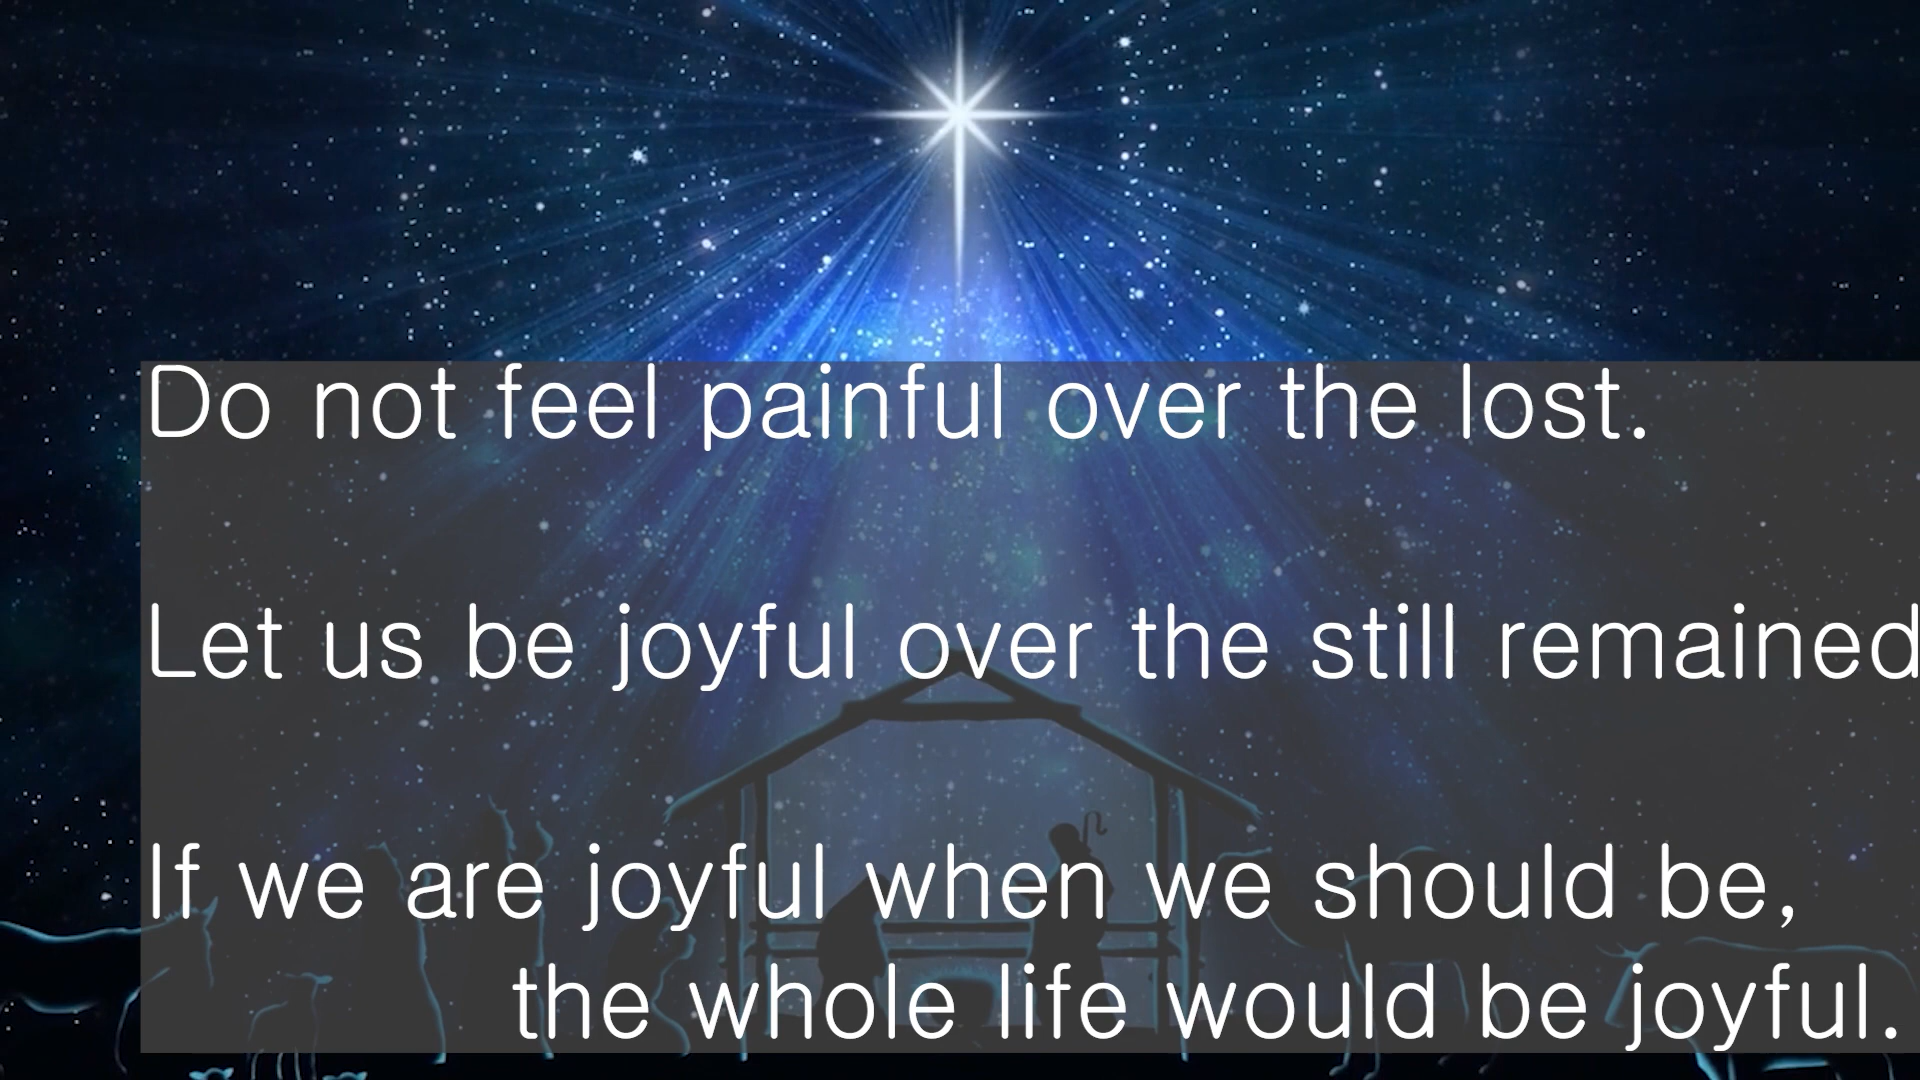 Do not feel painful over the lost.
Let us be joyful over the still remained
If we are joyful when we should be,
the whole life would be joyful.